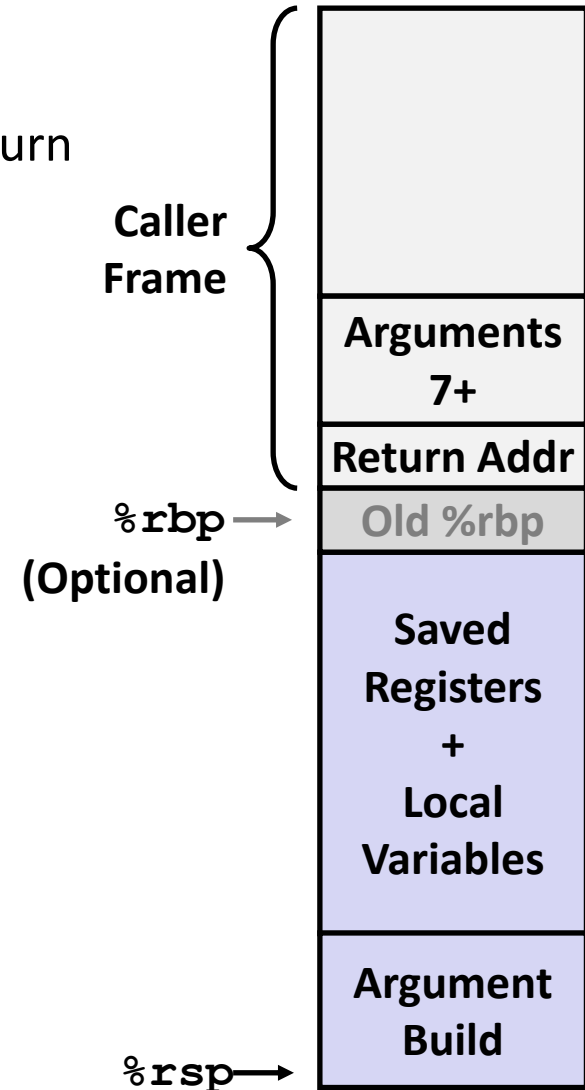 urn
Caller
Frame
Arguments
7+
Return Addr
%rbp
Old %rbp
(Optional)
Saved
Registers
+
Local
Variables
Argument
Build
%rsp